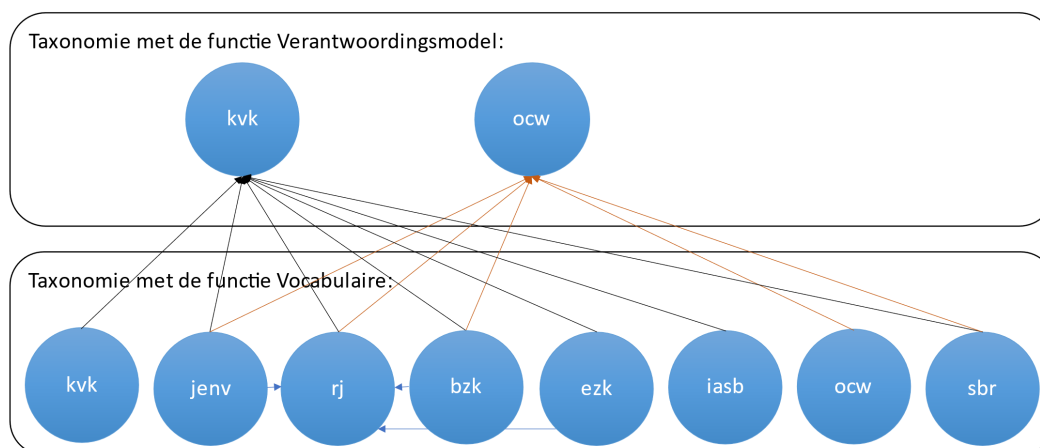 Taxonomie met de functie Verantwoordingsmodel:
kvk
ocw
Taxonomie met de functie Vocabulaire:
kvk
jenv
rj
bzk
ezk
iasb
ocw
sbr